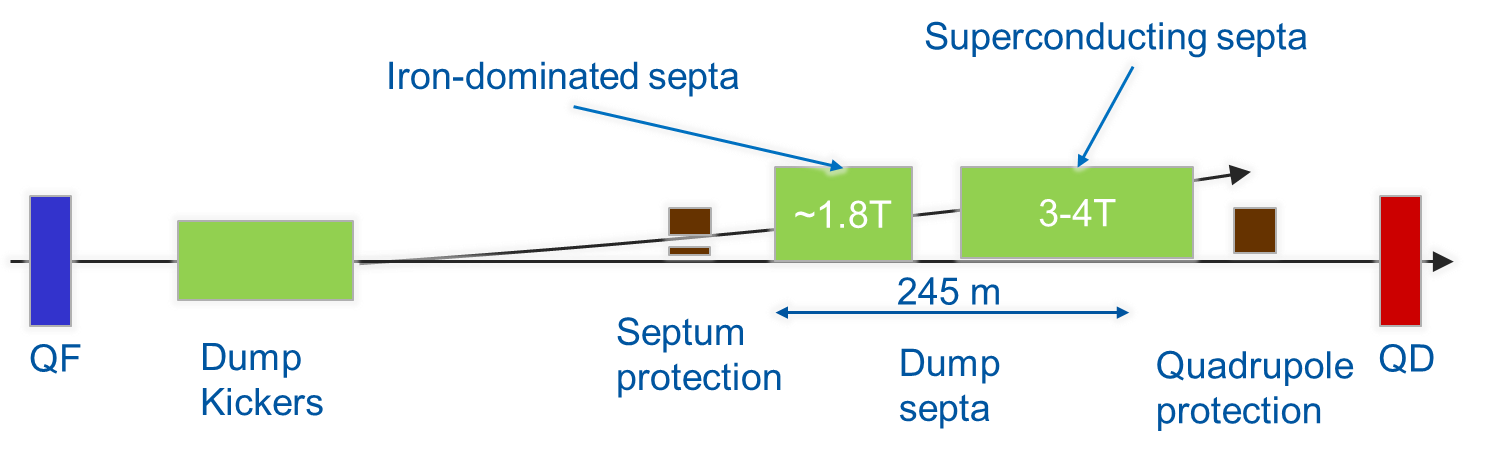 Superconducting septa
Iron-dominated septa
~1.8T
3-4T
245 m
QF
Dump
Kickers
Septum
protection
Dump
septa
Quadrupole
protection
QD